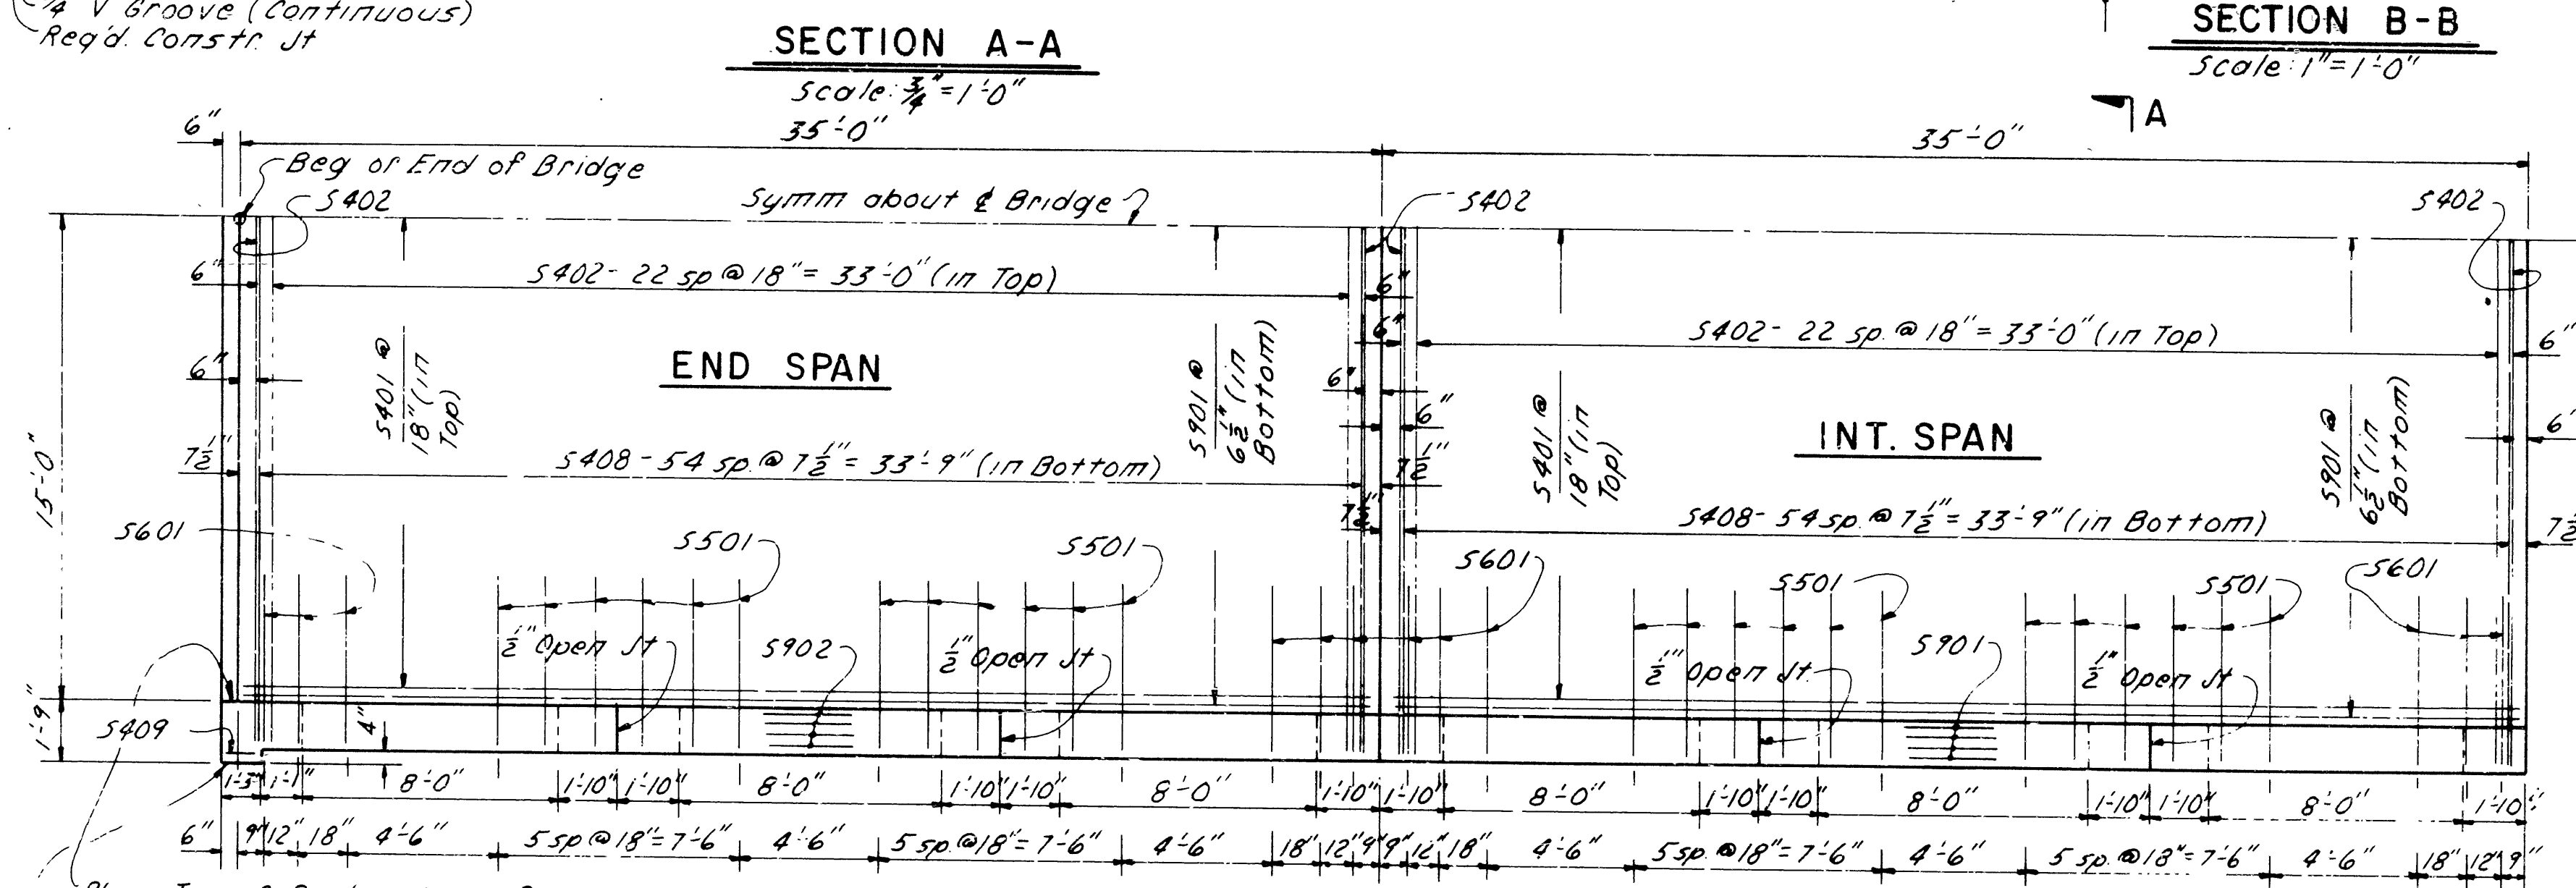 1/4" V Groove (Continuous)
Req'd. Constr. Jt
SECTION A-A
Scale: 3/4" = 1'-0"
SECTION B-B
Scale: 1" = 1'-0"
A
6"
35'-0"
35'-0"
Beg or End of Bridge
S402
Symm about ℄ Bridge
S402
S402
6"
S402- 22 sp @ 18" = 33'-0" (in Top)
6"
6"
S402- 22 sp. @ 18" = 33'-0" (in Top)
6"
END SPAN
INT. SPAN
6"
6"
6"
6"
15'-0"
S401 @ 18" (in Top)
S901 @ 6 1/2" (in Bottom)
S401 @ 18" (in Top)
S901 @ 6 1/2" (in Bottom)
7 1/2"
S408 - 54 sp. @ 7 1/2" = 33'-9" (in Bottom)
7 1/2"
7 1/2"
S408- 54 sp. @ 7 1/2" = 33'-9" (in Bottom)
7 1/2
S601
S501
S501
S601
S501
S501
S601
1/2" Open Jt
S902
1/2" Open Jt
1/2" Open Jt.
S901
1/2" Open Jt
1'-9"
S409
4"
1'-3" 1'-1" 8'-0" 1'-10" 1'-10" 8'-0" 1'-10" 1'-10" 8'-0" 1'-10" 1'-10" 8'-0" 1'-10" 1'-10" 8'-0" 1'-10" 1'-10" 8'-0" 1'-10"
6" 9" 12" 18" 4'-6" 5 sp @ 18" = 7'-6" 4'-6" 5 sp. @ 18" = 7'-6" 4'-6" 18" 12" 9" 9" 12" 18" 4'-6" 5 sp. @ 18" = 7'-6" 4'-6" 5 sp. @ 18" = 7'-6" 4'-6" 18" 12" 9"